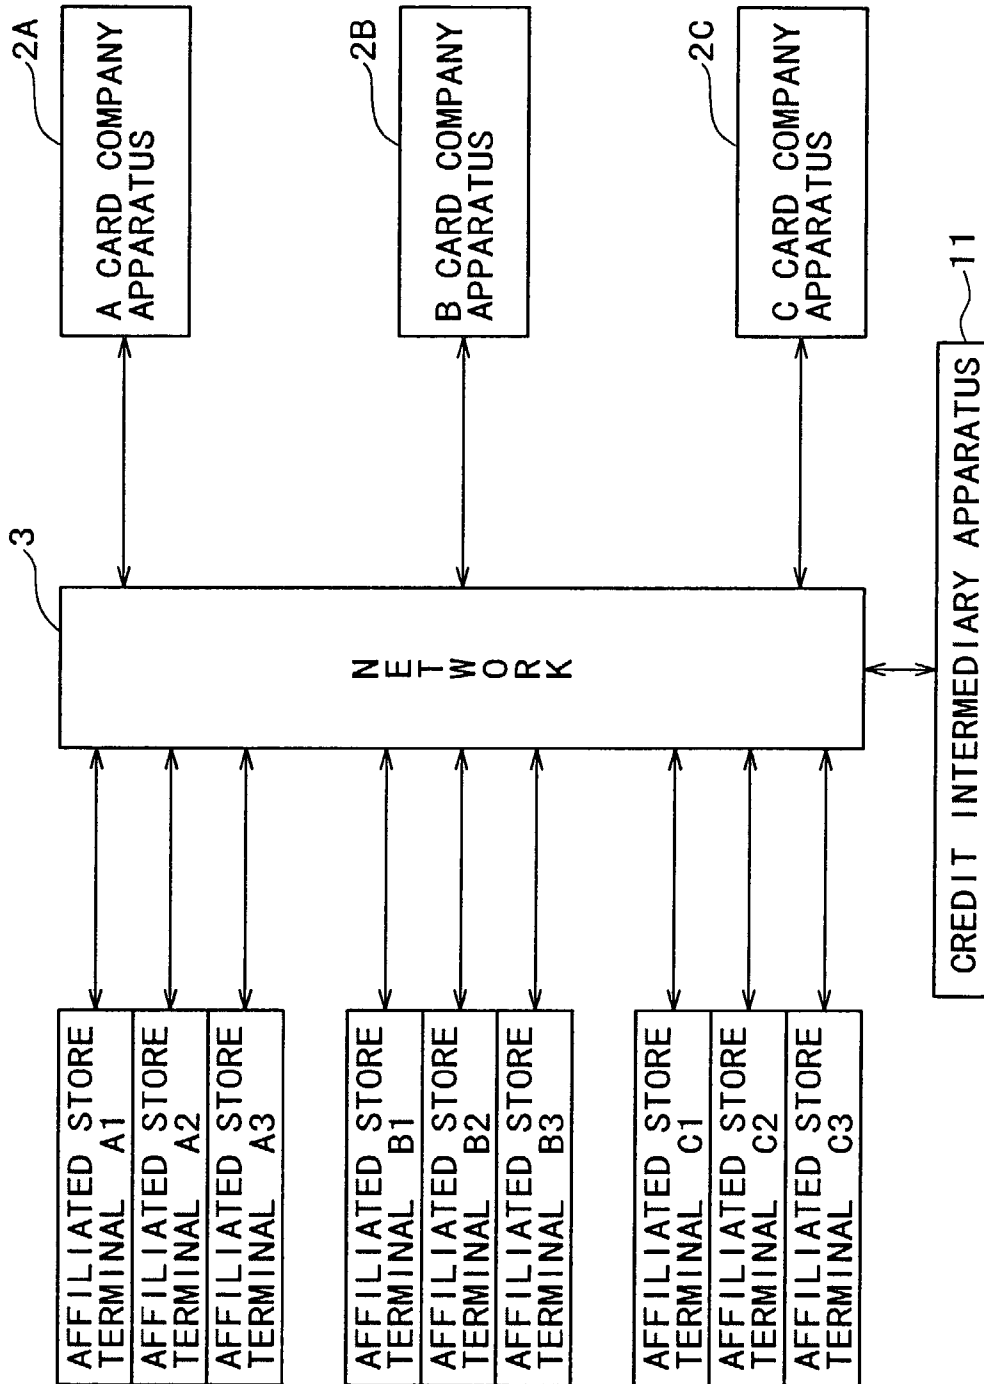 AFFILIATED STORE
TERMINAL A1
AFFILIATED STORE
TERMINAL A2
AFFILIATED STORE
TERMINAL A3
AFFILIATED STORE
TERMINAL B1
AFFILIATED STORE
TERMINAL B2
AFFILIATED STORE
TERMINAL B3
AFFILIATED STORE
TERMINAL C1
AFFILIATED STORE
TERMINAL C2
AFFILIATED STORE
TERMINAL C3
3
NETWORK
2A
A CARD COMPANY
APPARATUS
2B
B CARD COMPANY
APPARATUS
2C
C CARD COMPANY
APPARATUS
11
CREDIT INTERMEDIARY APPARATUS